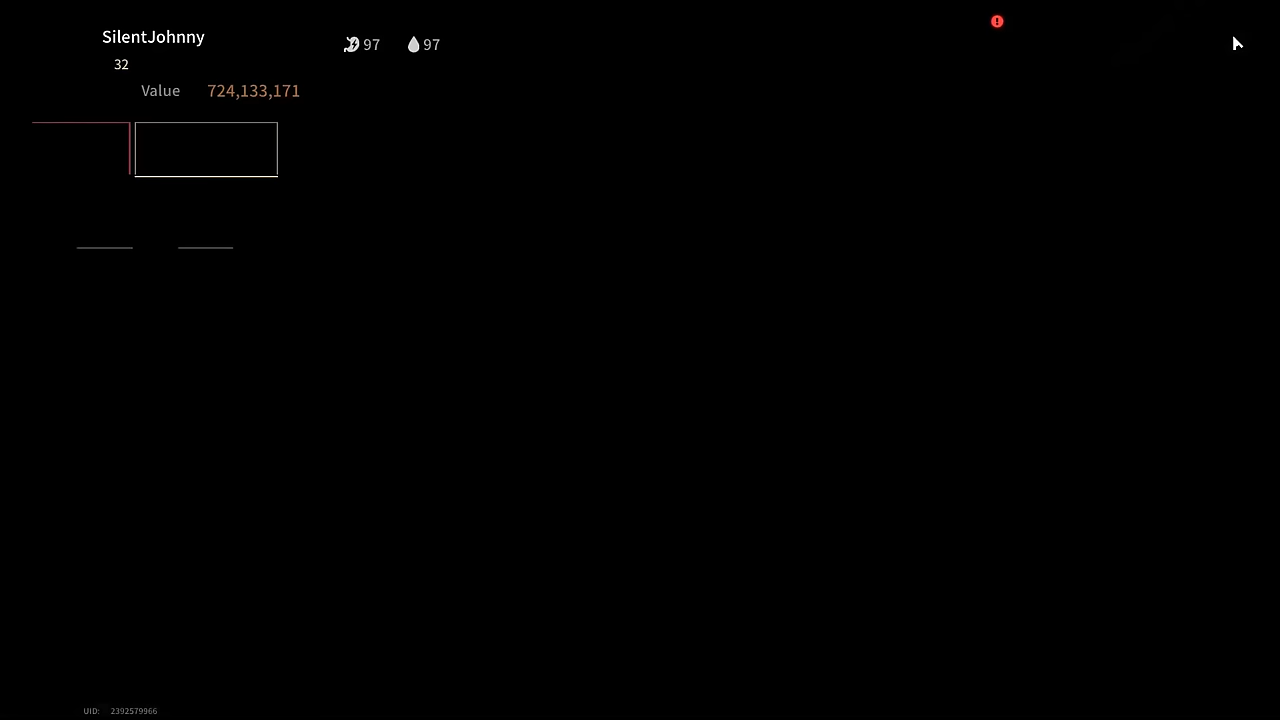 SilentJohnny
97 97
32
Value 724,133,171
UID: 2392579966